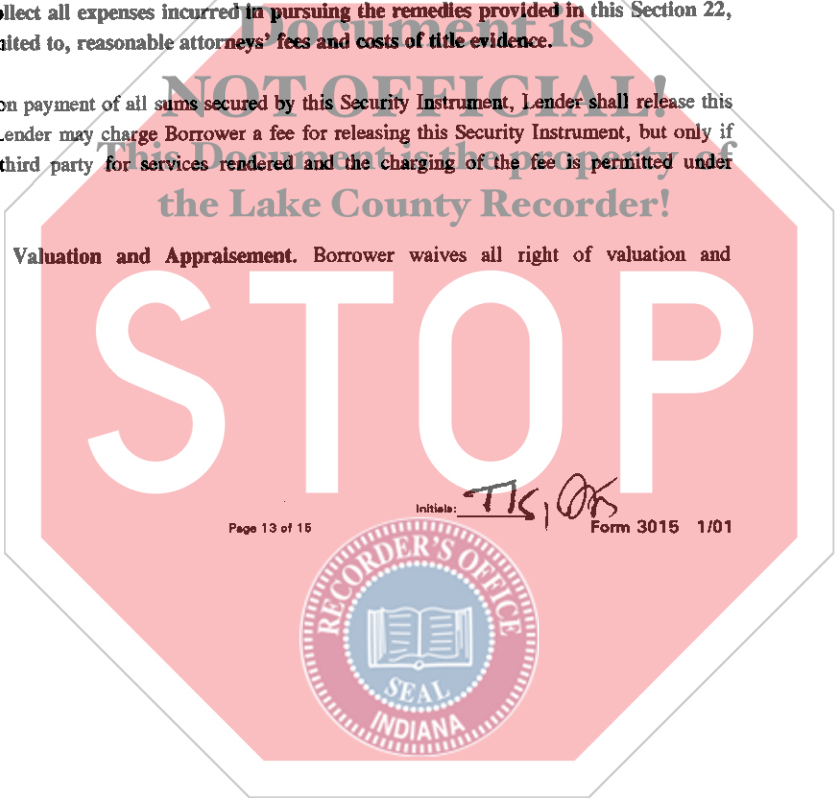 ollect all expenses incurred in pursuing the remedies provided in this Section 22,
ited to, reasonable attorneys' fees and costs of title evidence.
Document is
NOT OFFICIAL!
on payment of all sums secured by this Security Instrument, Lender shall release this
Lender may charge Borrower a fee for releasing this Security Instrument, but only if
third party for services rendered and the charging of the fee is permitted under
This Document is the property of
the Lake County Recorder!
Valuation and Appraisement. Borrower waives all right of valuation and
STOP
Initials: TK, OK
Page 13 of 15
Form 3015 1/01
RECORDER'S OFFICE
SEAL
INDIANA